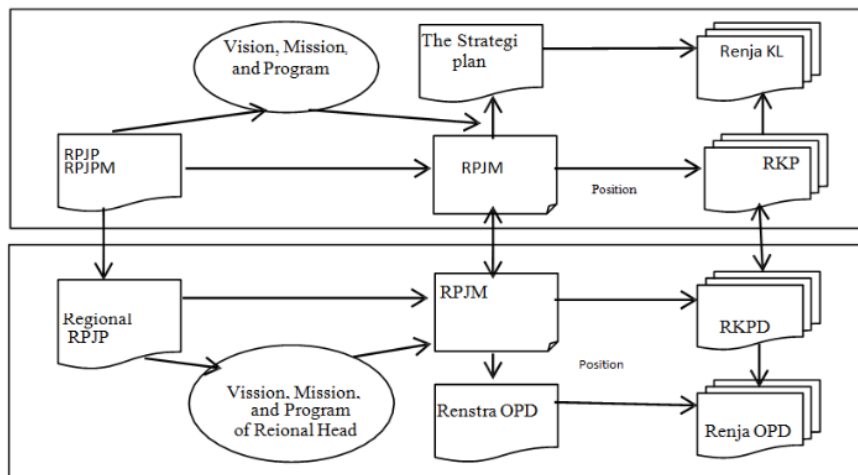 Vision, Mission,
and Program
The Strategi
plan
Renja KL
RPJP
RPJPM
RPJM
RKP
Position
Regional
RPJP
RPJM
RKPD
Vission, Mission,
and Program
of Reional Head
Position
Renstra OPD
Renja OPD